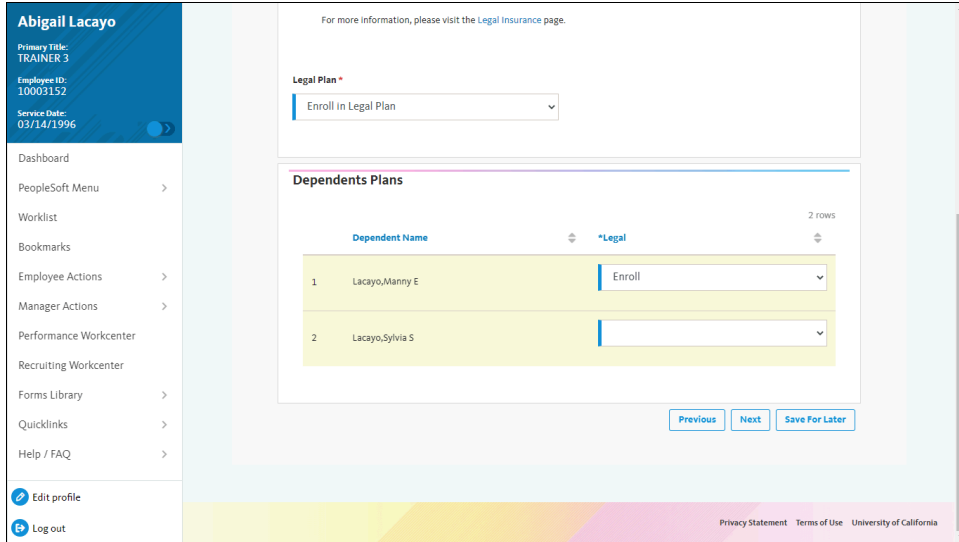 Abigail Lacayo
Primary Title:
TRAINER 3
Employee ID:
10003152
Service Date:
03/14/1996
Dashboard
PeopleSoft Menu
Worklist
Bookmarks
Employee Actions
Manager Actions
Performance Workcenter
Recruiting Workcenter
Forms Library
Quicklinks
Help / FAQ
Edit profile
Log out
For more information, please visit the Legal Insurance page.
Legal Plan *
Enroll in Legal Plan
Dependents Plans
2 rows
Dependent Name *Legal
1 Lacayo,Manny E Enroll
2 Lacayo,Sylvia S
Previous Next Save For Later
Privacy Statement Terms of Use University of California